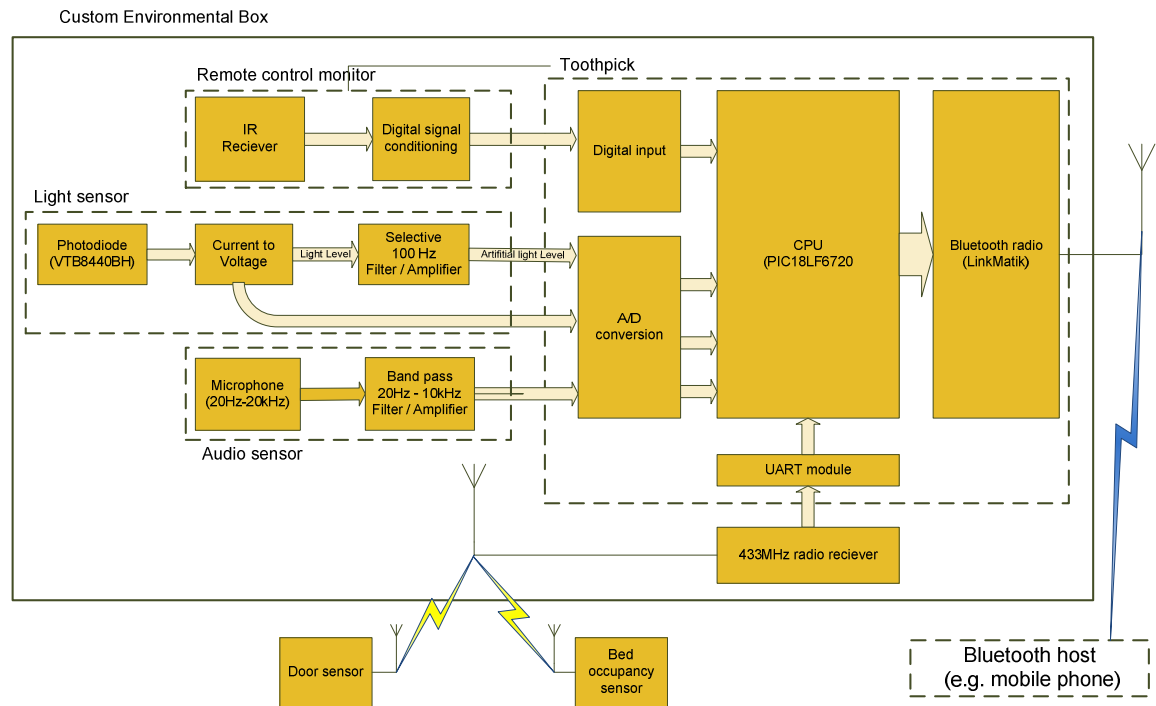 Custom Environmental Box
Toothpick
Remote control monitor
IR
Reciever
Digital signal
conditioning
Digital input
CPU
(PIC18LF6720
Bluetooth radio
(LinkMatik)
Light sensor
Photodiode
(VTB8440BH)
Current to
Voltage
Light Level
Selective
100 Hz
Filter / Amplifier
Artifitial light Level
A/D
conversion
Microphone
(20Hz-20kHz)
Band pass
20Hz - 10kHz
Filter / Amplifier
Audio sensor
UART module
433MHz radio reciever
Door sensor
Bed
occupancy
sensor
Bluetooth host
(e.g. mobile phone)